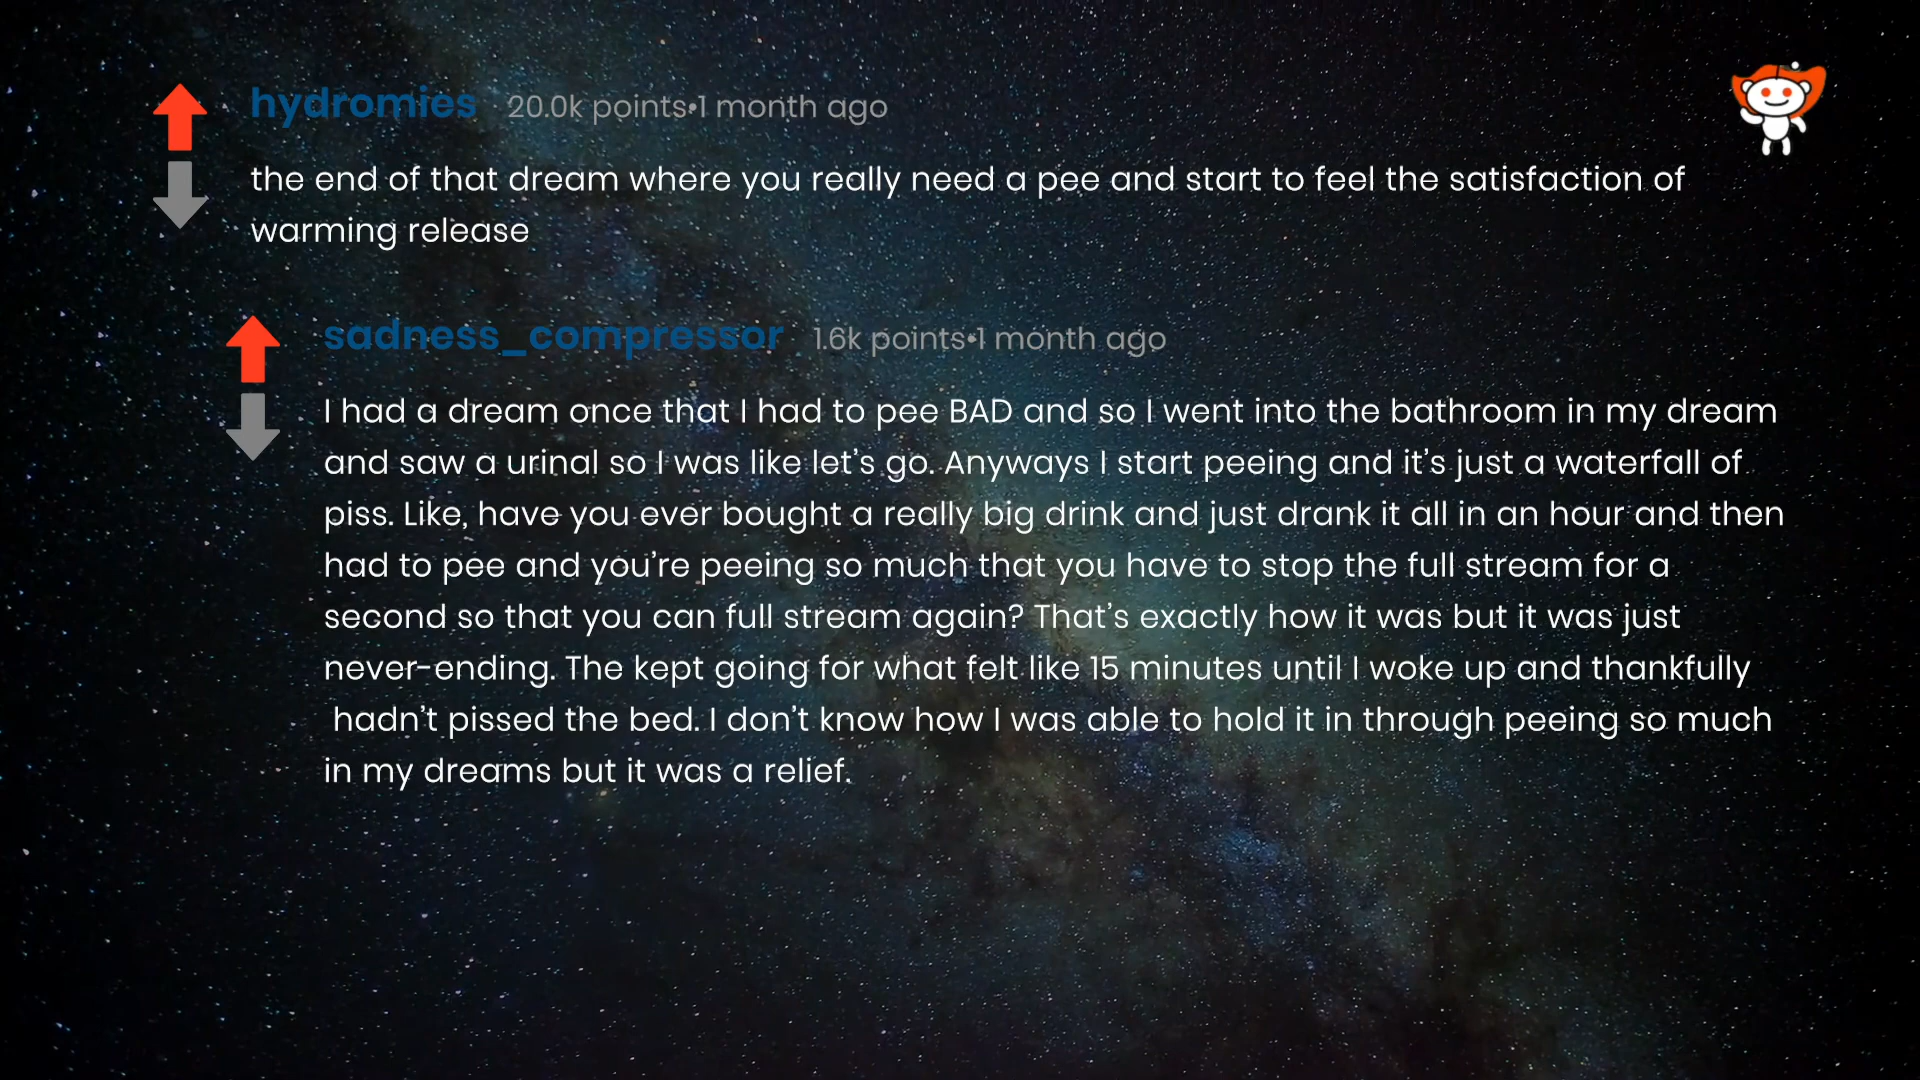 hydromies 20.0k points•1 month ago
the end of that dream where you really need a pee and start to feel the satisfaction of
warming release
sadness_compressor 1.6k points•1 month ago
I had a dream once that I had to pee BAD and so I went into the bathroom in my dream
and saw a urinal so I was like let’s go. Anyways I start peeing and it’s just a waterfall of
piss. Like, have you ever bought a really big drink and just drank it all in an hour and then
had to pee and you’re peeing so much that you have to stop the full stream for a
second so that you can full stream again? That’s exactly how it was but it was just
never-ending. The kept going for what felt like 15 minutes until I woke up and thankfully
hadn’t pissed the bed. I don’t know how I was able to hold it in through peeing so much
in my dreams but it was a relief.